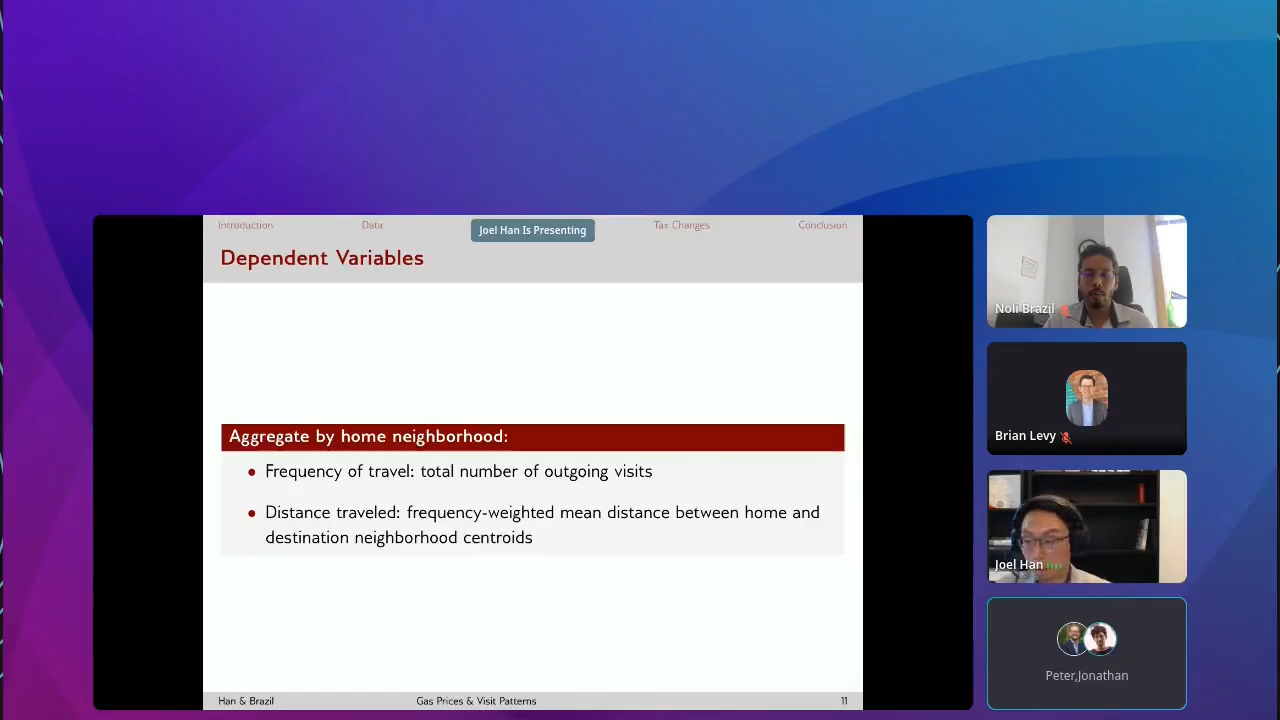 Introduction
Data
Joel Han Is Presenting
Tax Changes
Conclusion
Dependent Variables
Aggregate by home neighborhood:
Frequency of travel: total number of outgoing visits
Distance traveled: frequency-weighted mean distance between home and
destination neighborhood centroids
Han & Brazil
Gas Prices & Visit Patterns
11
Noli Brazil
Brian Levy
Joel Han
Peter,Jonathan